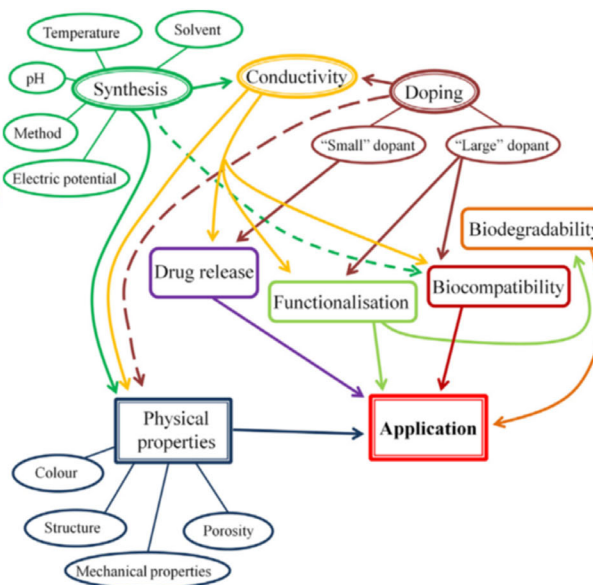 Temperature
Solvent
pH
Synthesis
Conductivity
Doping
Method
"Small" dopant
"Large" dopant
Electric potential
Biodegradability
Drug release
Functionalisation
Biocompatibility
Physical
properties
Application
Colour
Structure
Porosity
Mechanical properties